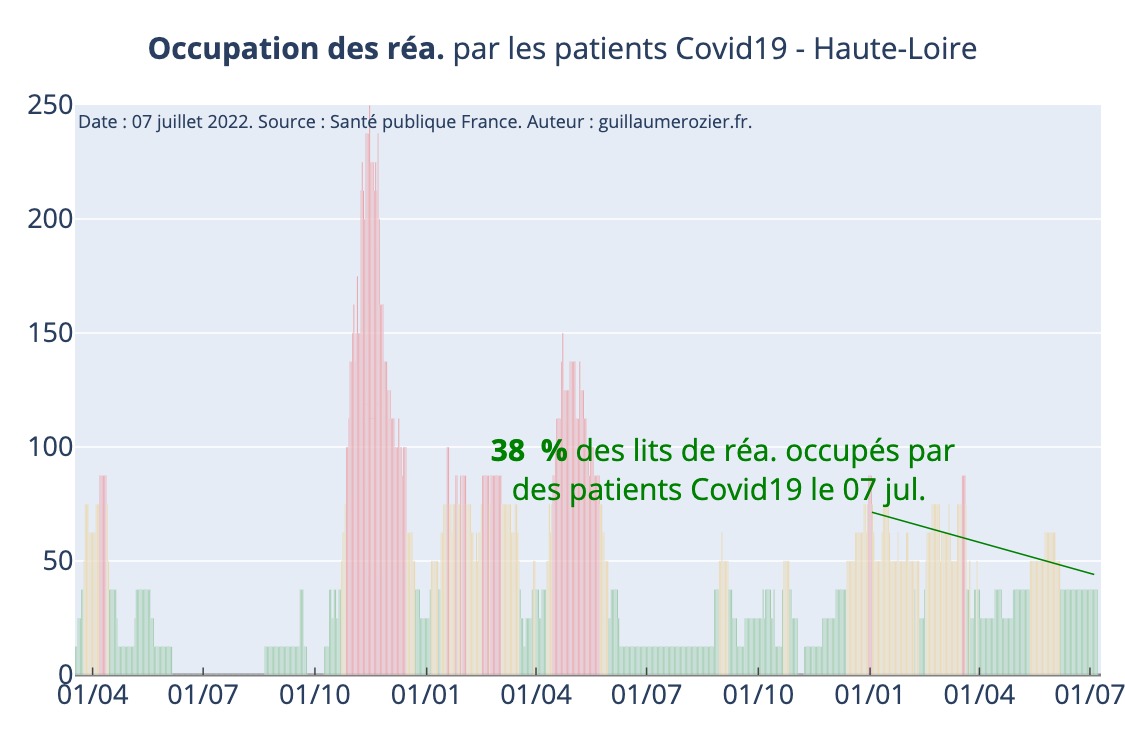 Occupation des réa. par les patients Covid19 - Haute-Loire
250
Date : 07 juillet 2022. Source : Santé publique France. Auteur : guillaumerozier.fr.
200
150
100
38 % des lits de réa. occupés par
des patients Covid19 le 07 jul.
50
0
01/04 01/07 01/10 01/01 01/04 01/07 01/10 01/01 01/04 01/07